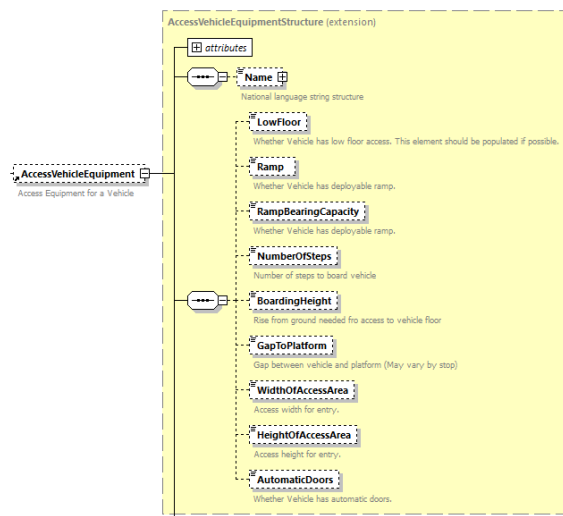 AccessVehicleEquipmentStructure (extension)
attributes
Name
National language string structure
LowFloor
Whether Vehicle has low floor access. This element should be populated if possible.
Ramp
Whether Vehicle has deployable ramp.
AccessVehicleEquipment
Access Equipment for a Vehicle
RampBearingCapacity
Whether Vehicle has deployable ramp.
NumberOfSteps
Number of steps to board vehicle
BoardingHeight
Rise from ground needed fro access to vehicle floor
GapToPlatform
Gap between vehicle and platform (May vary by stop)
WidthOfAccessArea
Access width for entry.
HeightOfAccessArea
Access height for entry.
AutomaticDoors
Whether Vehicle has automatic doors.